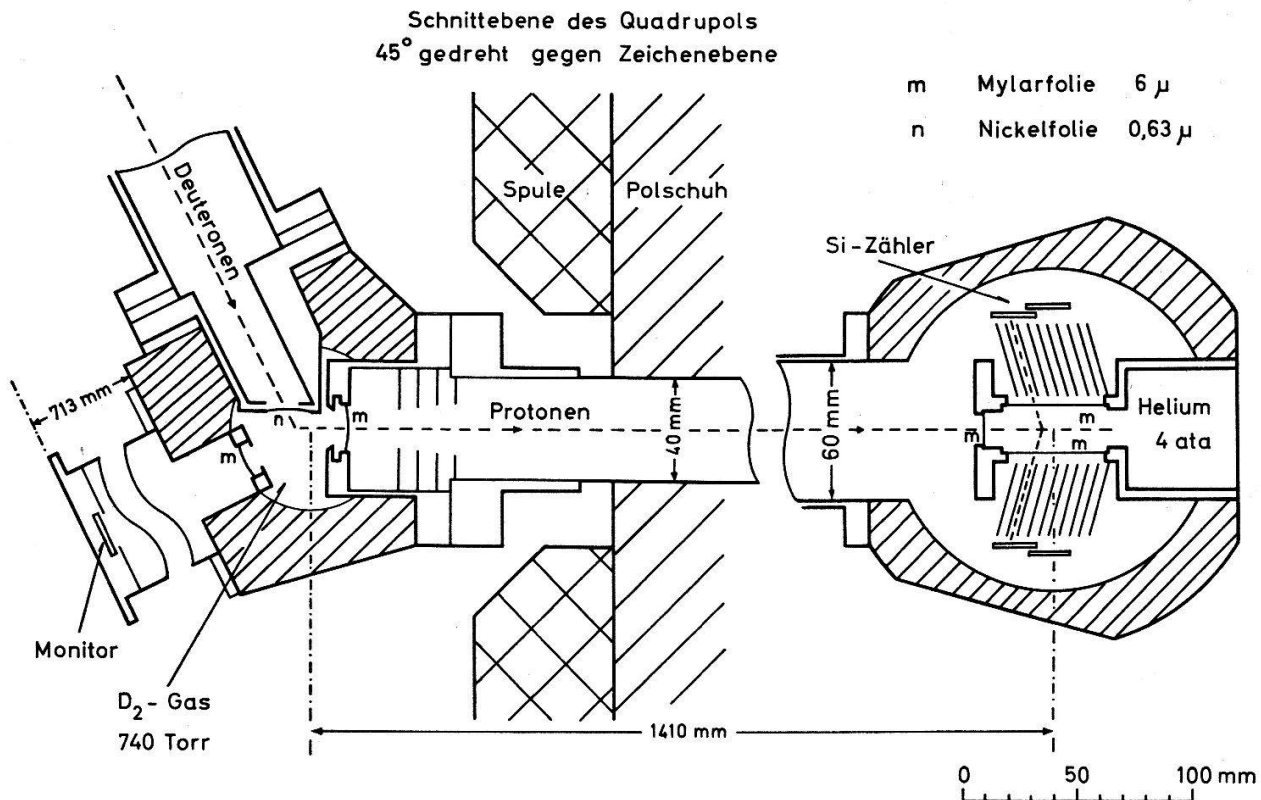 Schnittebene des Quadrupols
45° gedreht gegen Zeichenebene
m Mylarfolie 6 µ
n Nickelfolie 0,63 µ
Deuteronen
Spule
Polschuh
Si-Zähler
713 mm
n
m
m
Protonen
40 mm
60 mm
m
m
m
Helium
4 ata
Monitor
D₂-Gas
740 Torr
1410 mm
0 50 100 mm